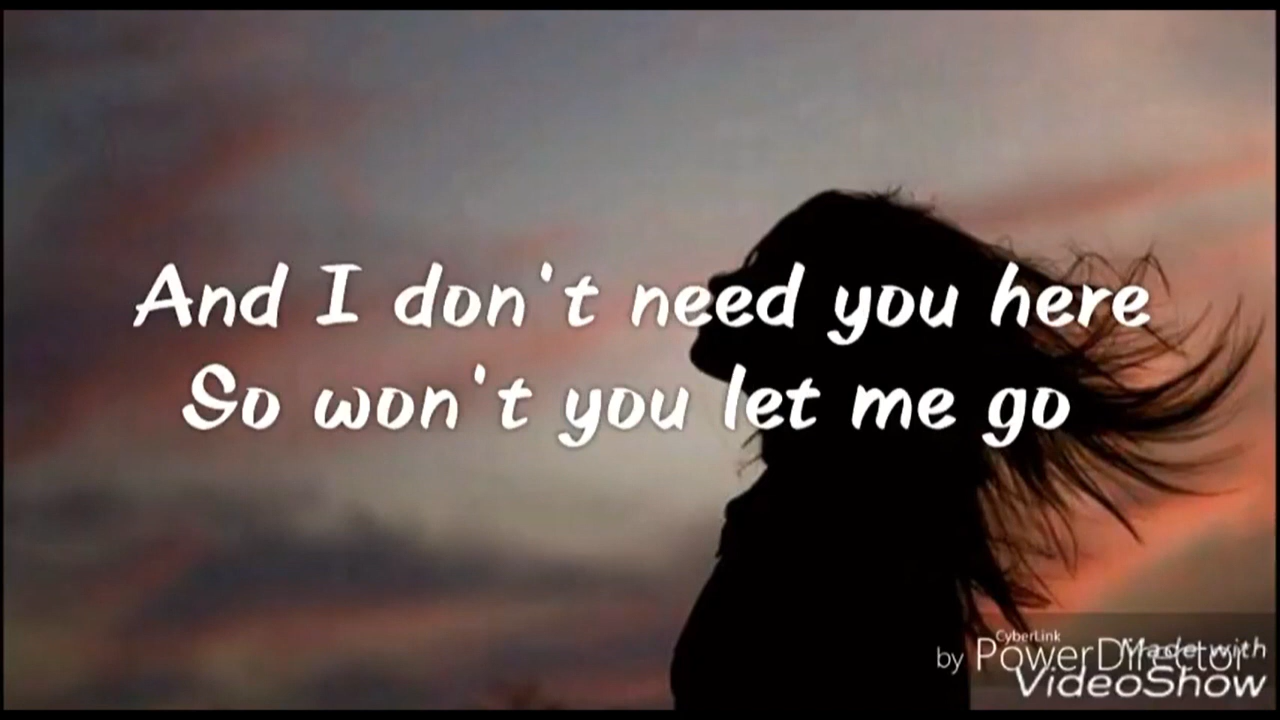 And I don't need you here
So won't you let me go
CyberLink
by PowerDirector
Made with
VideoShow